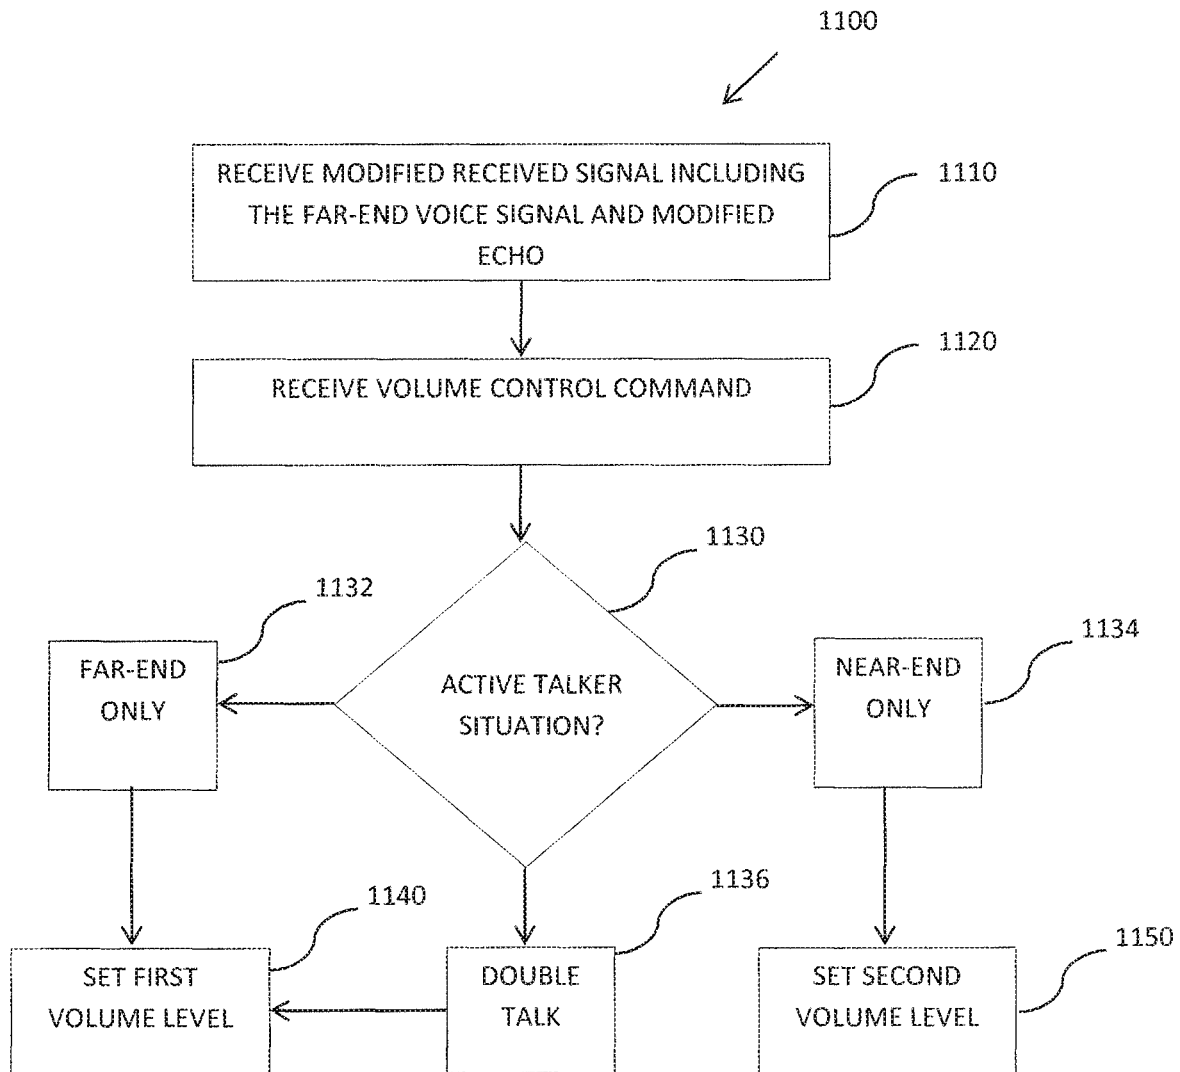 1100
RECEIVE MODIFIED RECEIVED SIGNAL INCLUDING
THE FAR-END VOICE SIGNAL AND MODIFIED
ECHO
1110
RECEIVE VOLUME CONTROL COMMAND
1120
ACTIVE TALKER
SITUATION?
1130
FAR-END
ONLY
1132
NEAR-END
ONLY
1134
SET FIRST
VOLUME LEVEL
1140
DOUBLE
TALK
1136
SET SECOND
VOLUME LEVEL
1150